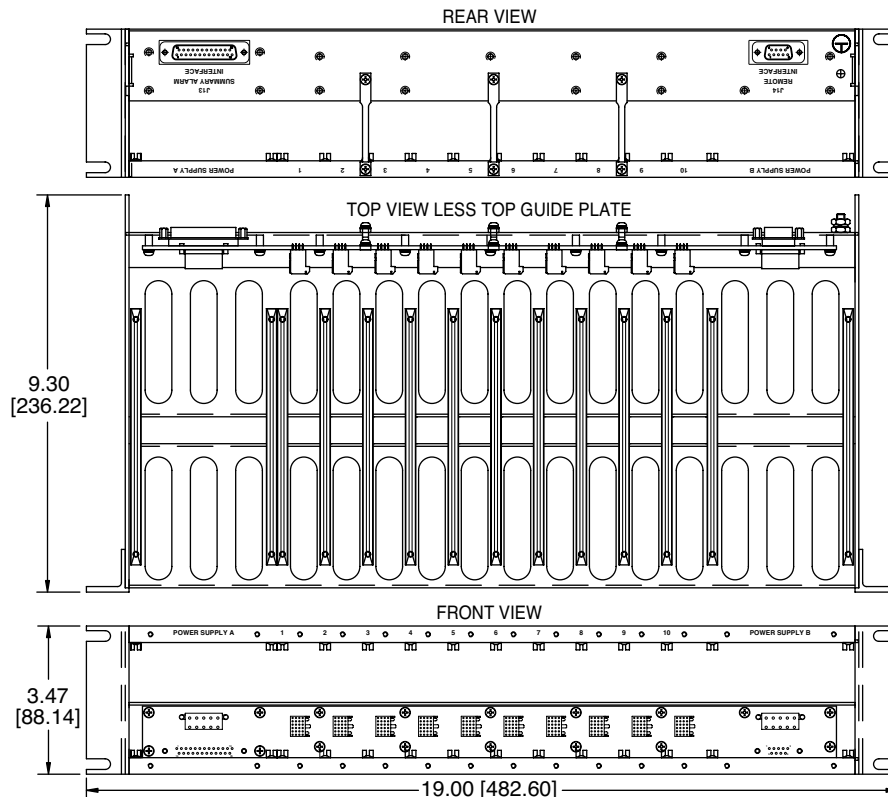 REAR VIEW
J13
SUMMARY ALARM
INTERFACE
J14
REMOTE
INTERFACE
POWER SUPPLY A 1 2 3 4 5 6 7 8 9 10 POWER SUPPLY B
TOP VIEW LESS TOP GUIDE PLATE
9.30
[236.22]
FRONT VIEW
POWER SUPPLY A 1 2 3 4 5 6 7 8 9 10 POWER SUPPLY B
3.47
[88.14]
19.00 [482.60]